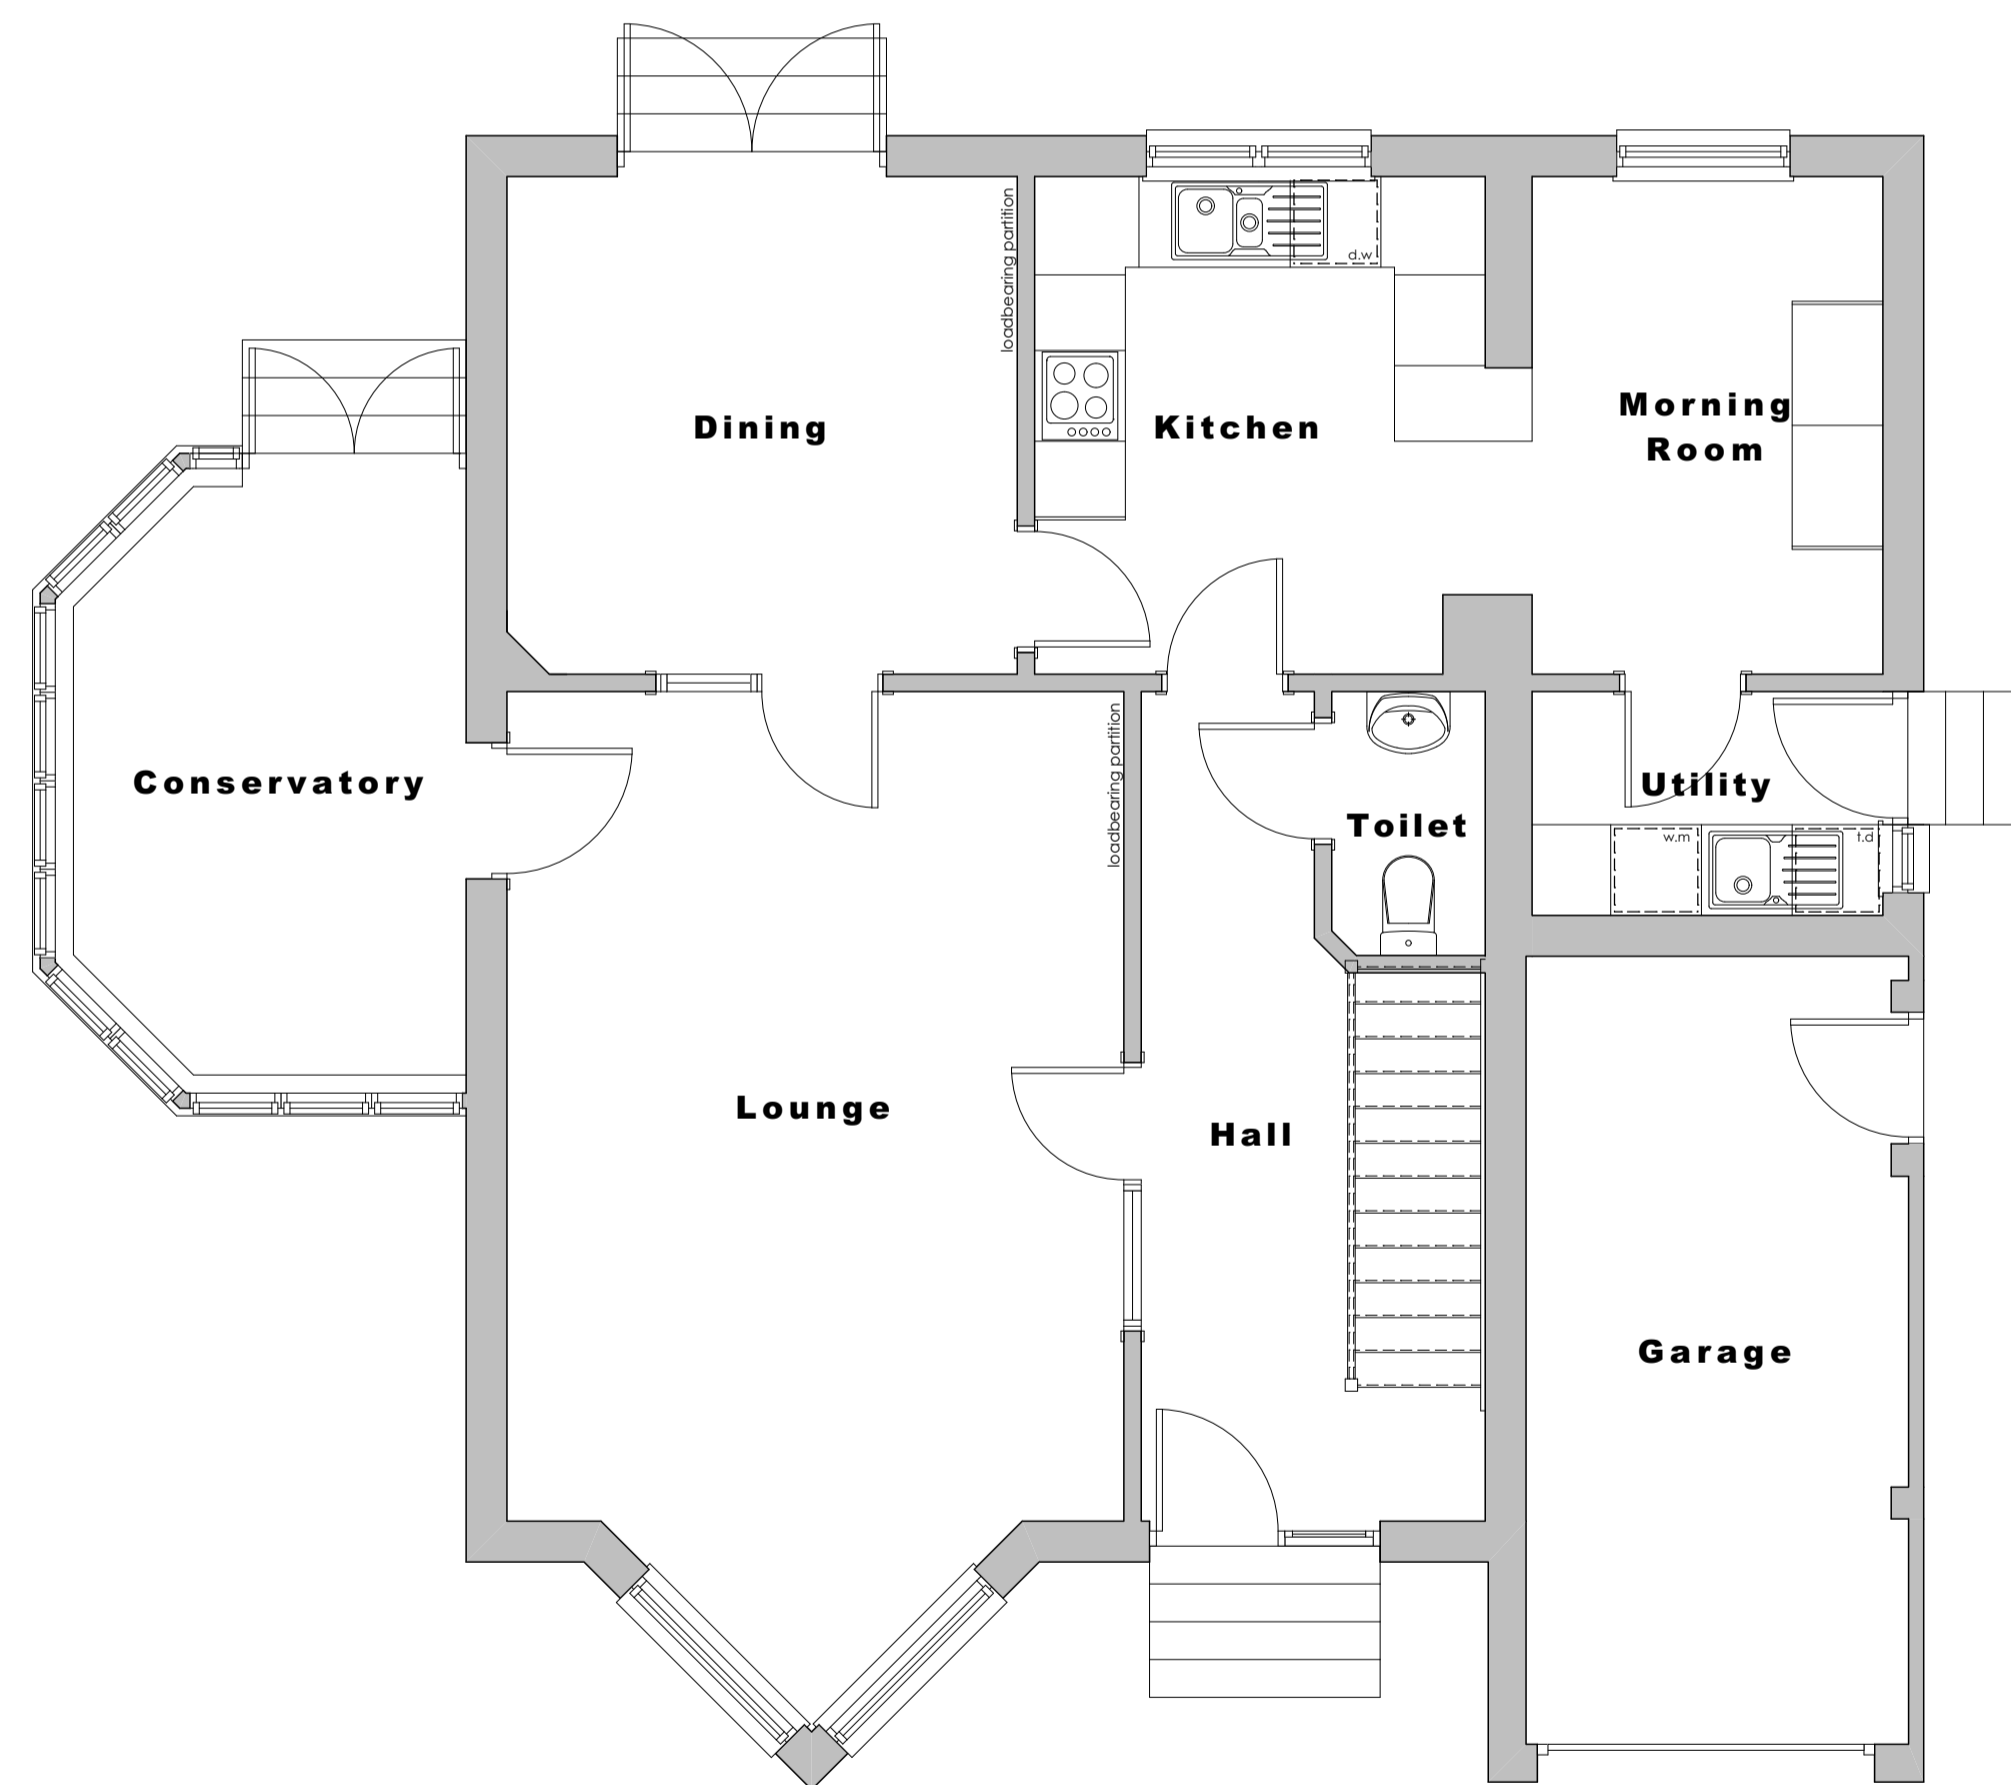 loadbearing partition
d.w
Dining
Kitchen
Morning
Room
loadbearing partition
Conservatory
Toilet
Utility
w.m
t.d
Lounge
Hall
Garage